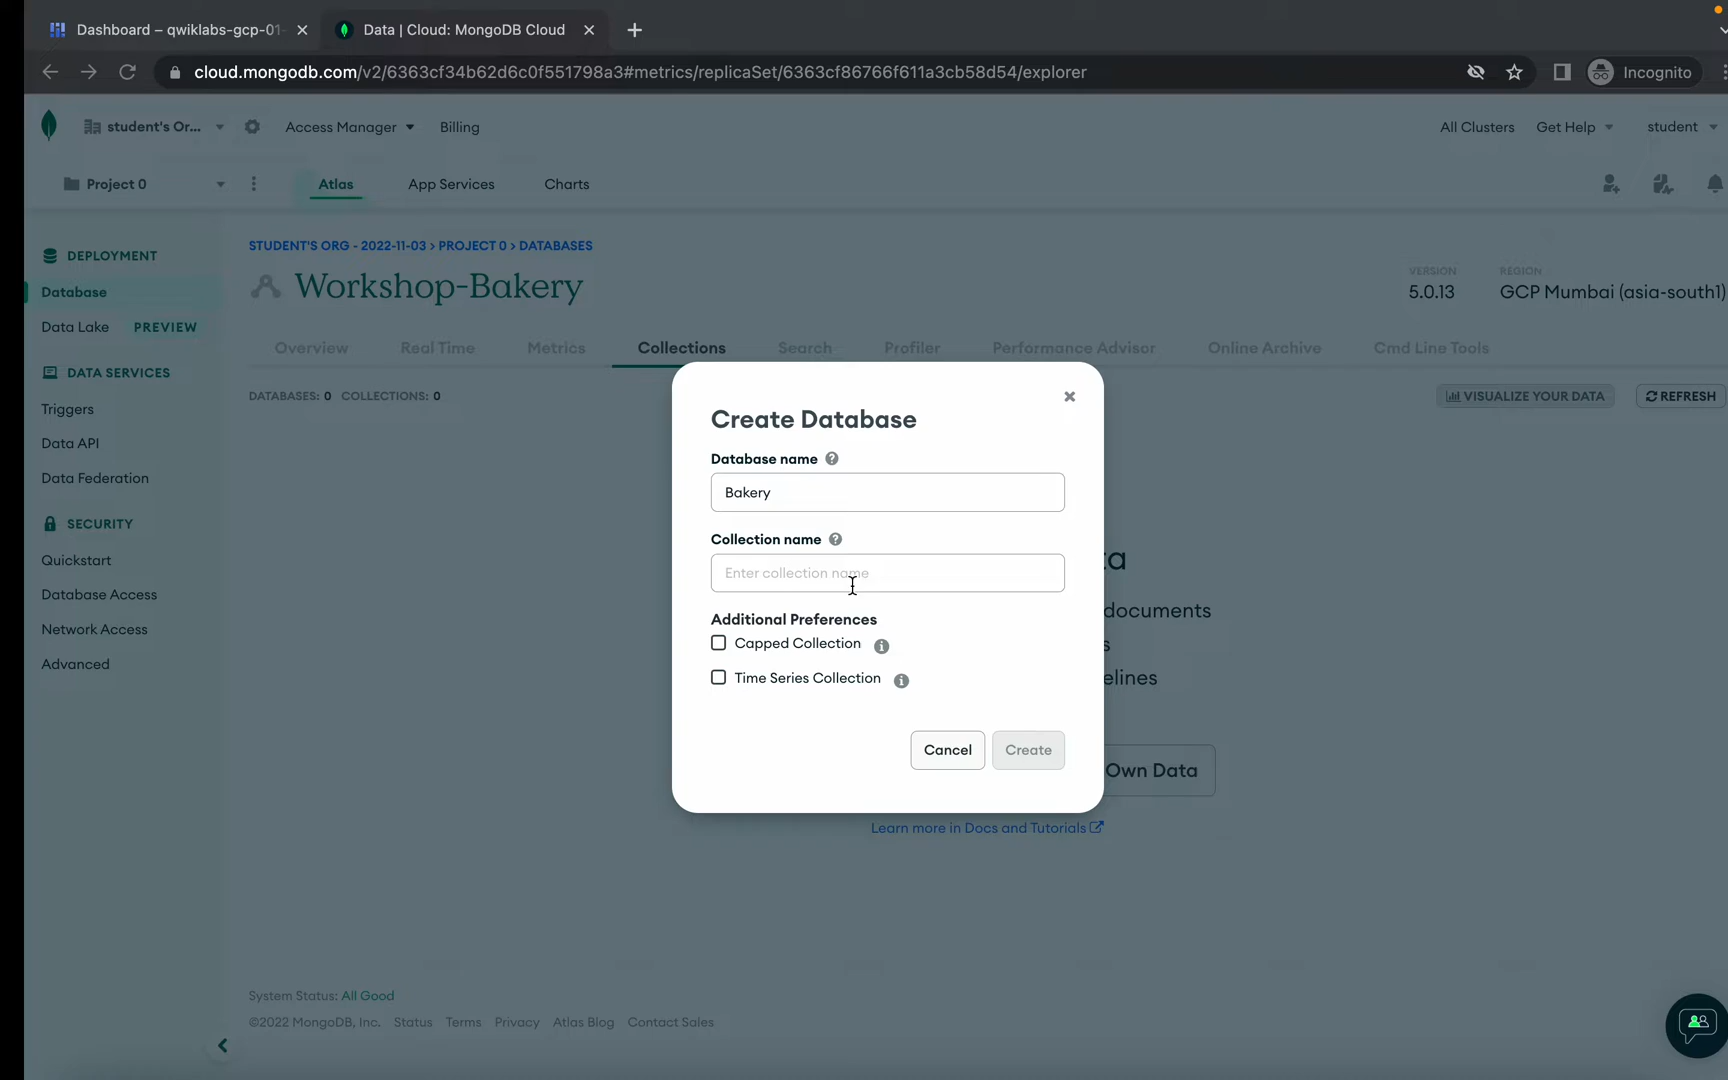 Dashboard – qwiklabs-gcp-01-
Data | Cloud: MongoDB Cloud
cloud.mongodb.com/v2/6363cf34b62d6c0f551798a3#metrics/replicaSet/6363cf86766f611a3cb58d54/explorer
Incognito
student's Or...
Access Manager
Billing
All Clusters
Get Help
student
Project 0
Atlas
App Services
Charts
DEPLOYMENT
Database
Data Lake
PREVIEW
DATA SERVICES
Triggers
Data API
Data Federation
SECURITY
Quickstart
Database Access
Network Access
Advanced
STUDENT'S ORG - 2022-11-03 > PROJECT 0 > DATABASES
Workshop-Bakery
VERSION
5.0.13
REGION
GCP Mumbai (asia-south1)
Overview
Real Time
Metrics
Collections
Search
Profiler
Performance Advisor
Online Archive
Cmd Line Tools
DATABASES: 0 COLLECTIONS: 0
VISUALIZE YOUR DATA
REFRESH
Create Database
Database name
Bakery
Collection name
Enter collection name
Additional Preferences
Capped Collection
Time Series Collection
Cancel
Create
documents
Own Data
Learn more in Docs and Tutorials
System Status: All Good
©2022 MongoDB, Inc. Status Terms Privacy Atlas Blog Contact Sales